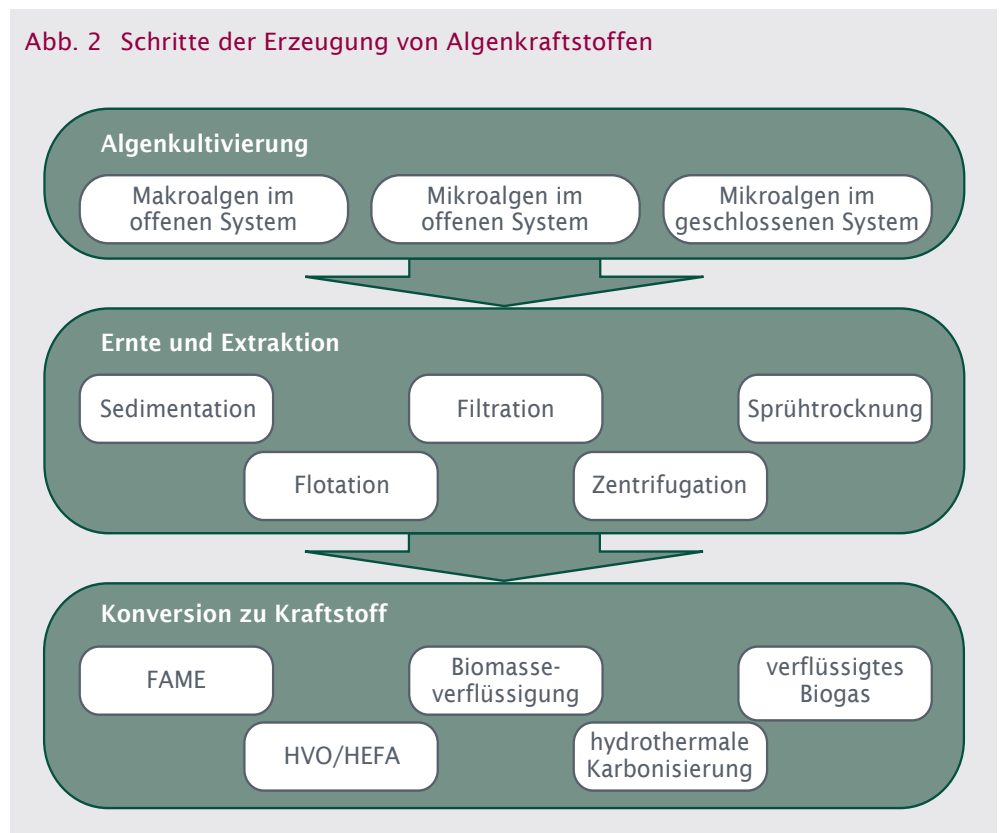 Abb. 2 Schritte der Erzeugung von Algenkraftstoffen
Algenkultivierung
Makroalgen im
offenen System
Mikroalgen im
offenen System
Mikroalgen im
geschlossenen System
Ernte und Extraktion
Sedimentation
Filtration
Sprühtrocknung
Flotation
Zentrifugation
Konversion zu Kraftstoff
FAME
Biomasse-
verflüssigung
verflüssigtes
Biogas
HVO/HEFA
hydrothermale
Karbonisierung